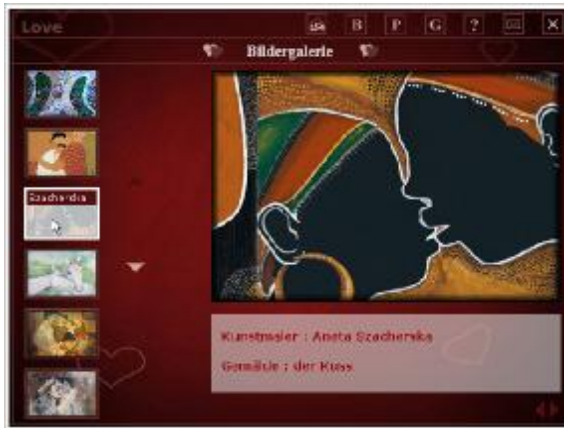 Love
B P G ?
Bildergalerie
Szacherska
Kunstmaler : Aneta Szacherska
Gemälde : der Kuss